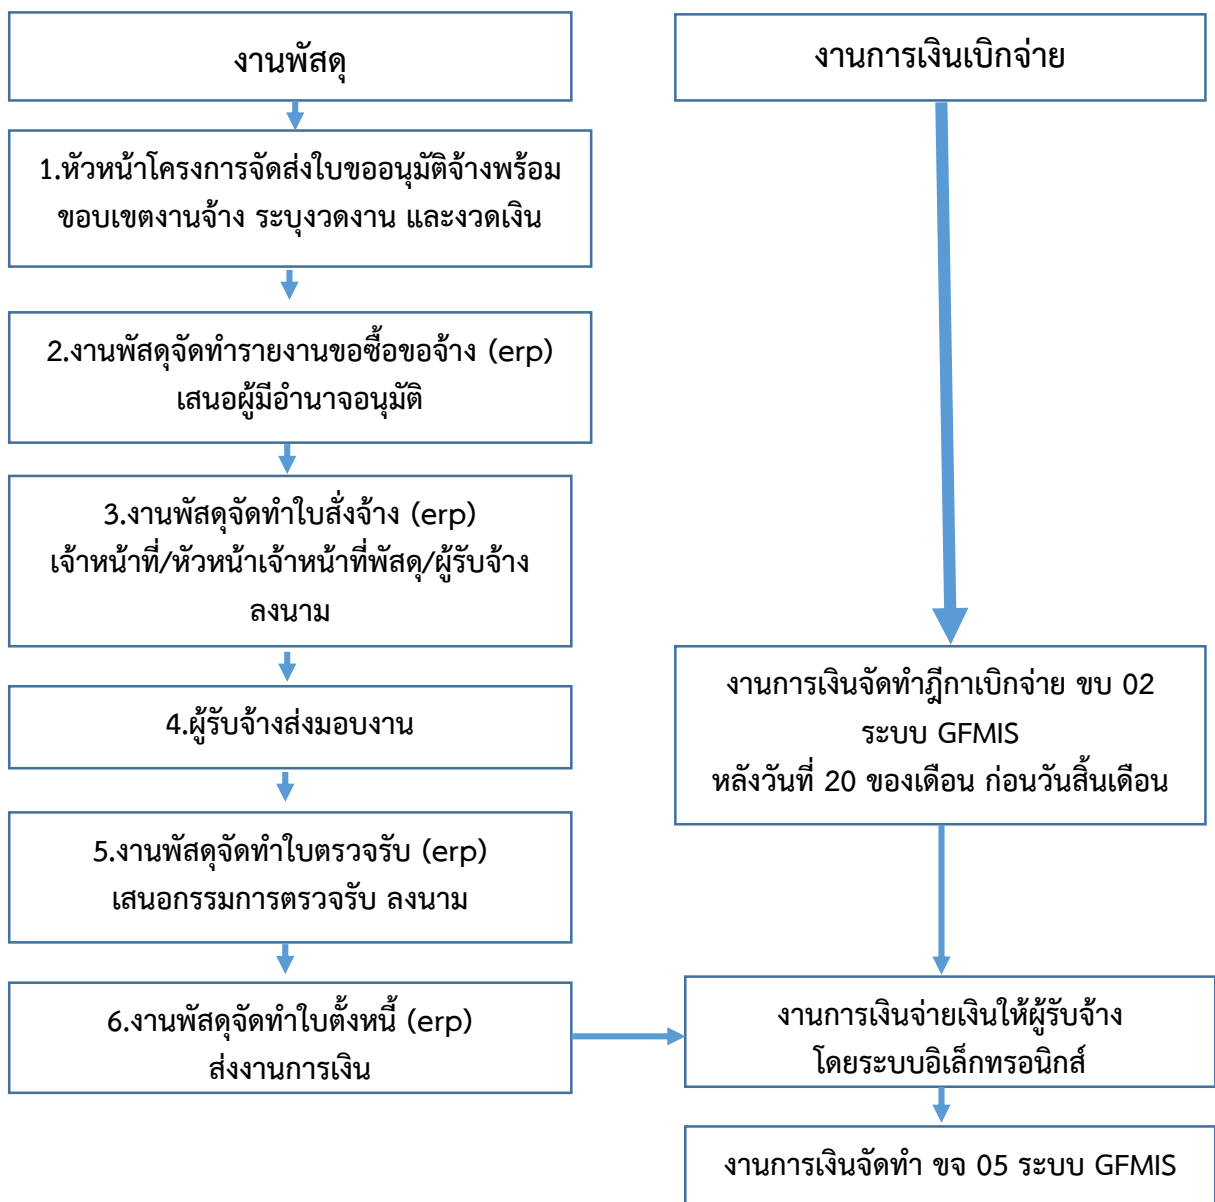 งานพัสดุ
1.หัวหน้าโครงการจัดส่งใบขออนุมัติจ้างพร้อม
ขอบเขตงานจ้าง ระบุงวดงาน และงวดเงิน
2.งานพัสดุจัดทำรายงานขอซื้อขอจ้าง (erp)
เสนอผู้มีอำนาจอนุมัติ
3.งานพัสดุจัดทำใบสั่งจ้าง (erp)
เจ้าหน้าที่/หัวหน้าเจ้าหน้าที่พัสดุ/ผู้รับจ้าง
ลงนาม
4.ผู้รับจ้างส่งมอบงาน
5.งานพัสดุจัดทำใบตรวจรับ (erp)
เสนอกรรมการตรวจรับ ลงนาม
6.งานพัสดุจัดทำใบตั้งหนี้ (erp)
ส่งงานการเงิน
งานการเงินเบิกจ่าย
งานการเงินจัดทำฎีกาเบิกจ่าย ขบ 02
ระบบ GFMIS
หลังวันที่ 20 ของเดือน ก่อนวันสิ้นเดือน
งานการเงินจ่ายเงินให้ผู้รับจ้าง
โดยระบบอิเล็กทรอนิกส์
งานการเงินจัดทำ ขจ 05 ระบบ GFMIS